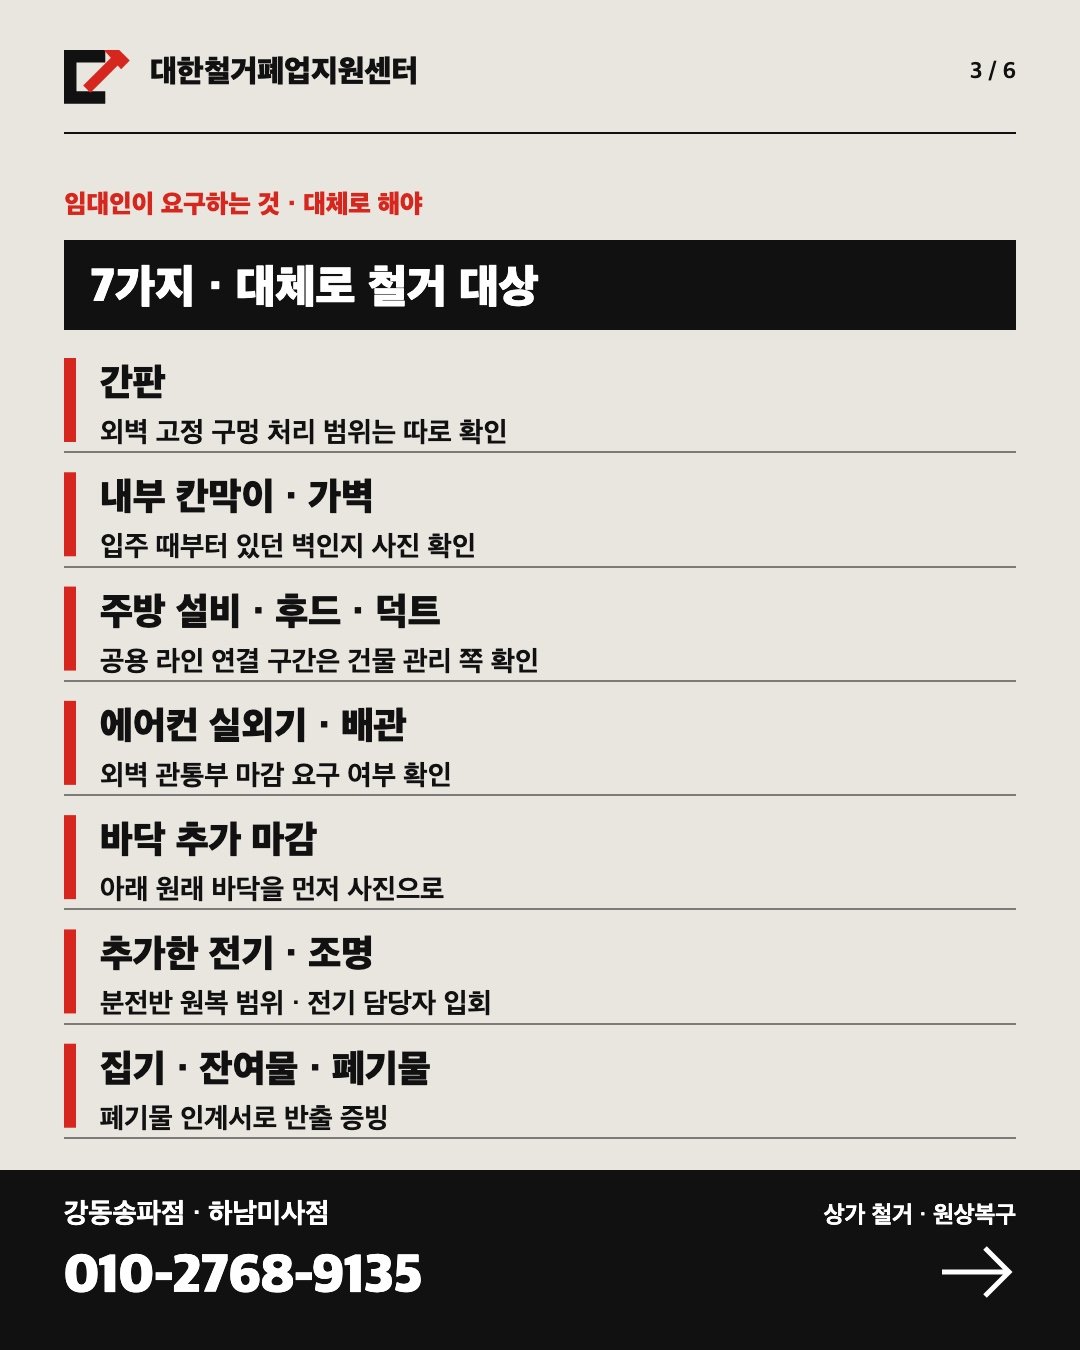 대한철거폐업지원센터
3 / 6
임대인이 요구하는 것 · 대체로 해야
7가지 · 대체로 철거 대상
간판
외벽 고정 구멍 처리 범위는 따로 확인
내부 칸막이 · 가벽
입주 때부터 있던 벽인지 사진 확인
주방 설비 · 후드 · 덕트
공용 라인 연결 구간은 건물 관리 쪽 확인
에어컨 실외기 · 배관
외벽 관통부 마감 요구 여부 확인
바닥 추가 마감
아래 원래 바닥을 먼저 사진으로
추가한 전기 · 조명
분전반 원복 범위 · 전기 담당자 입회
집기 · 잔여물 · 폐기물
폐기물 인계서로 반출 증빙
강동송파점 · 하남미사점
상가 철거 · 원상복구
010-2768-9135